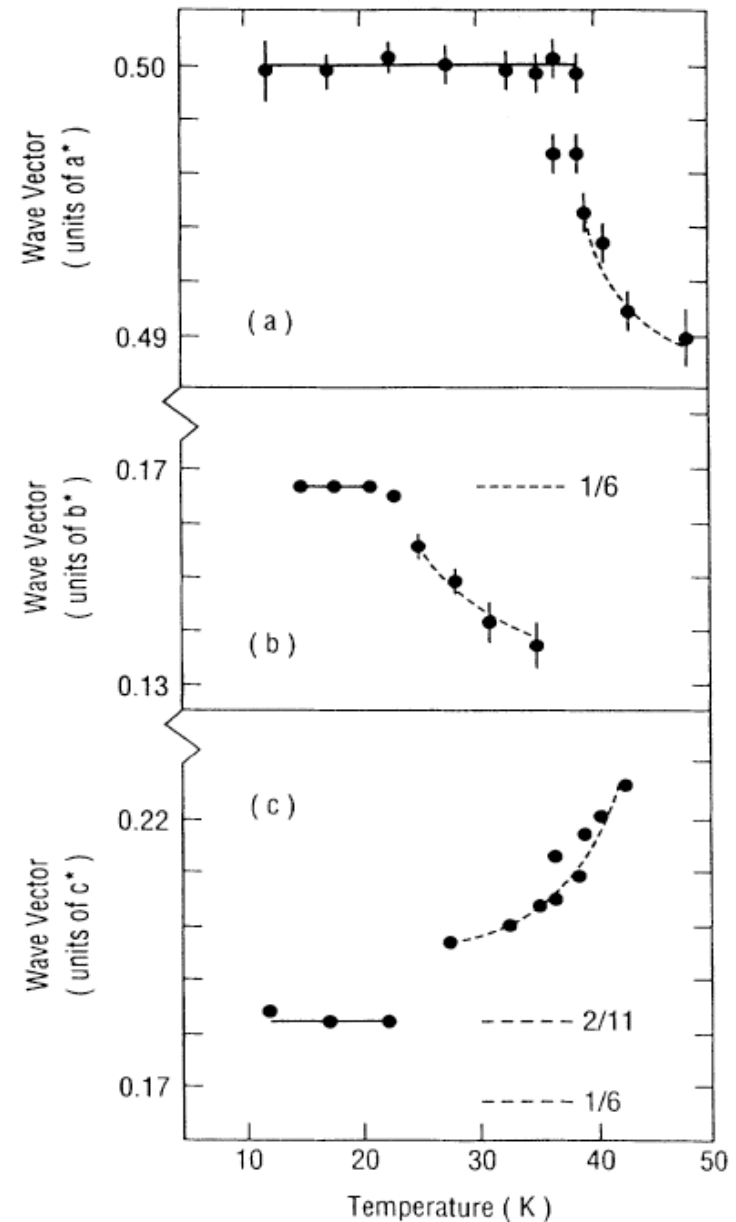 Wave Vector
( units of a*)
0.50
0.49
( a )
Wave Vector
( units of b*)
0.17
0.13
1/6
( b )
Wave Vector
( units of c*)
( c )
0.22
0.17
2/11
1/6
10 20 30 40 50
Temperature ( K )